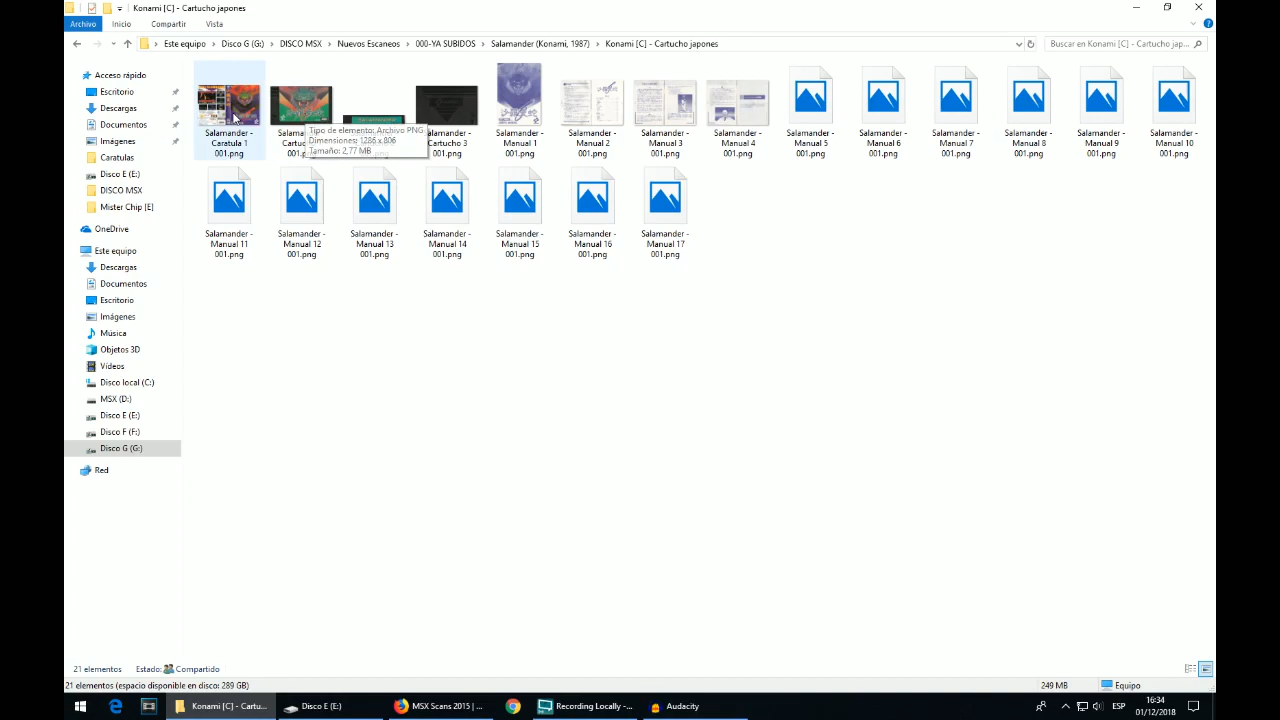 Konami [C] - Cartucho japones
Archivo
Inicio
Compartir
Vista
Este equipo
Disco G (G:)
DISCO MSX
Nuevos Escaneos
000-YA SUBIDOS
Salamander (Konami, 1987)
Konami [C] - Cartucho japones
Buscar en Konami [C] - Cartucho jap...
Acceso rápido
Escritorio
Descargas
Documentos
Imágenes
Caratulas
Disco E (E:)
DISCO MSX
Mister Chip [E]
OneDrive
Este equipo
Descargas
Documentos
Escritorio
Imágenes
Música
Objetos 3D
Vídeos
Disco local (C:)
MSX (D:)
Disco E (E:)
Disco F (F:)
Disco G (G:)
Red
Salamander -
Caratula 1
001.png
Tipo de elemento: Archivo PNG
Dimensiones: 1286 x 806
Tamaño: 2,77 MB
Cartucho 3
001.png
Salamander -
Manual 1
001.png
Salamander -
Manual 2
001.png
Salamander -
Manual 3
001.png
Salamander -
Manual 4
001.png
Salamander -
Manual 5
001.png
Salamander -
Manual 6
001.png
Salamander -
Manual 7
001.png
Salamander -
Manual 8
001.png
Salamander -
Manual 9
001.png
Salamander -
Manual 10
001.png
Salamander -
Manual 11
001.png
Salamander -
Manual 12
001.png
Salamander -
Manual 13
001.png
Salamander -
Manual 14
001.png
Salamander -
Manual 15
001.png
Salamander -
Manual 16
001.png
Salamander -
Manual 17
001.png
21 elementos
Estado:
Compartido
21 elementos (espacio disponible en disco: 289 GB)
249 MB
Equipo
Konami [C] - Cartu...
Disco E (E:)
MSX Scans 2015 | ...
Recording Locally -...
Audacity
ESP
16:34
01/12/2018